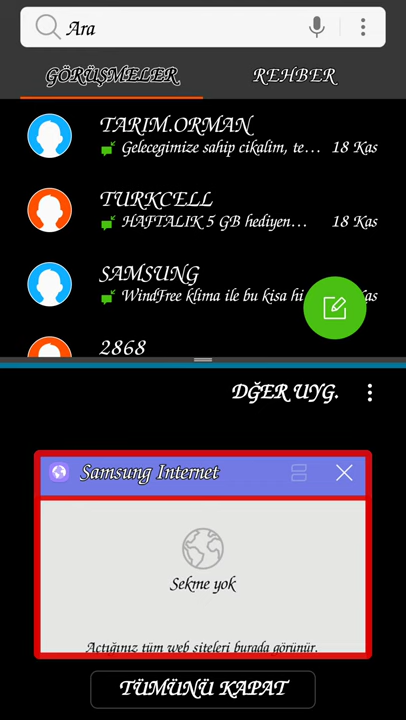 Ara
GÖRÜŞMELER
REHBER
TARIM.ORMAN
Gelecegimize sahip cikalim, te... 18 Kas
TURKCELL
HAFTALIK 5 GB hediyen... 18 Kas
SAMSUNG
WindFree klima ile bu kisa hi Kas
2868
DĞER UYG.
Samsung Internet
Sekme yok
Açtığınız tüm web siteleri burada görünür.
TÜMÜNÜ KAPAT